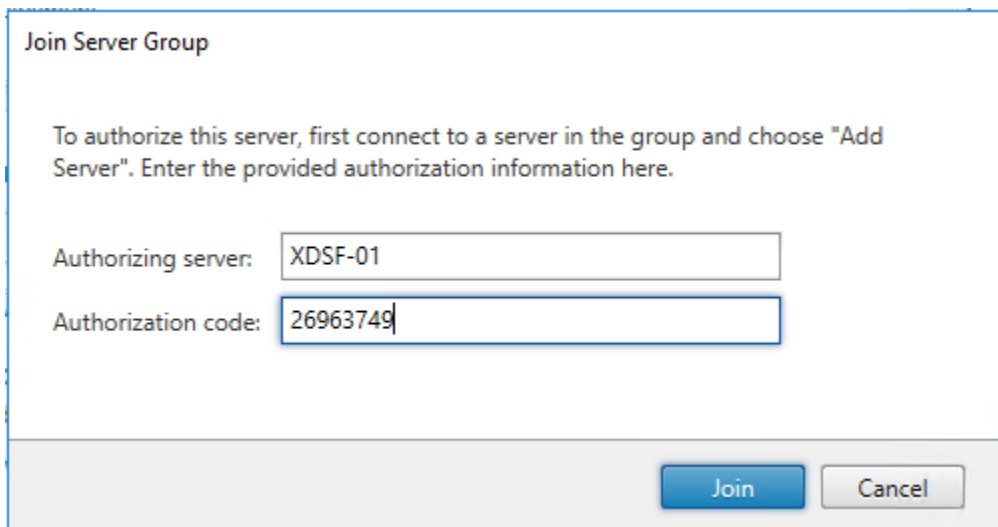 Join Server Group
To authorize this server, first connect to a server in the group and choose "Add
Server". Enter the provided authorization information here.
Authorizing server: XDSF-01
Authorization code: 26963749
Join Cancel